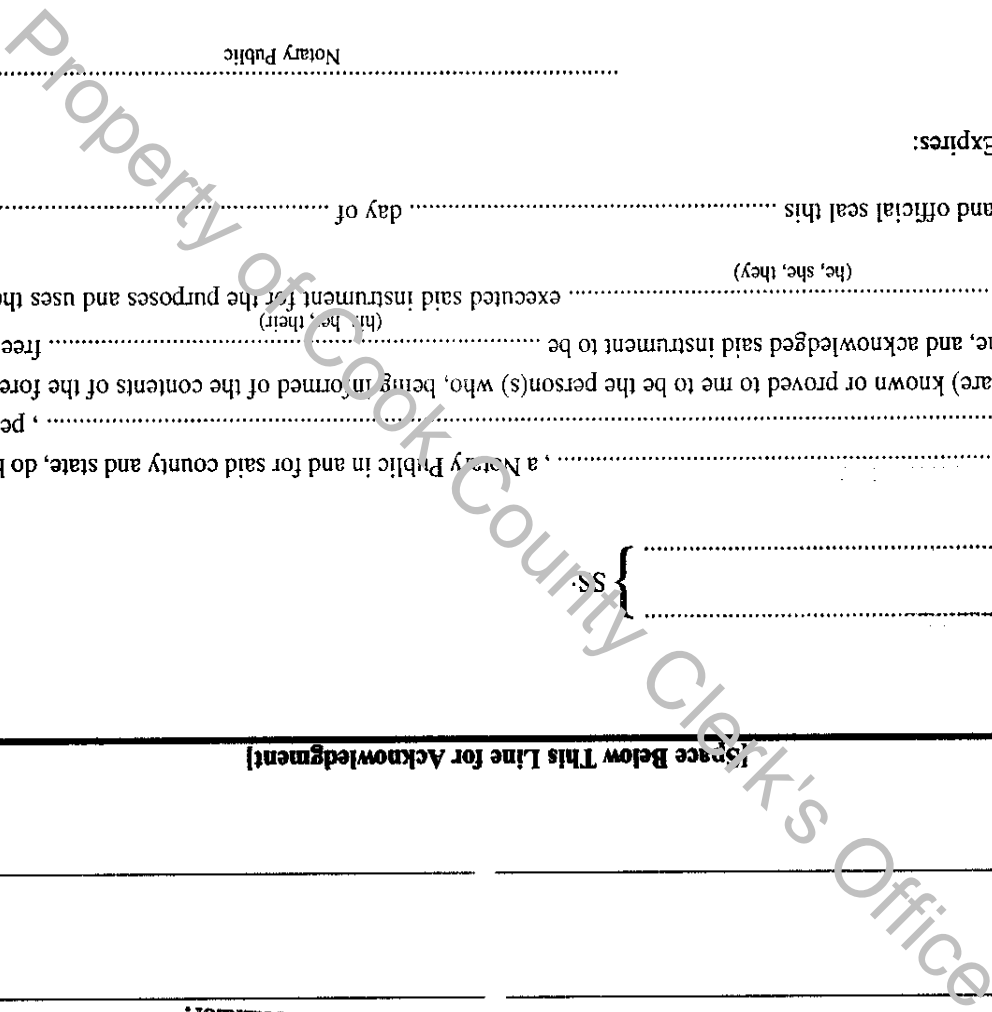 [Space Below This Line for Acknowledgment]
} SS:
.................... , a Notary Public in and for said county and state, do
.................... , pe
are) known or proved to me to be the person(s) who, being informed of the contents of the fore
, and acknowledged said instrument to be .................... free
(his, her, their)
.................... executed said instrument for the purposes and uses
(he, she, they)
and official seal this .................... day of ....................
Expires:
Notary Public
Property of Cook County Clerk's Office